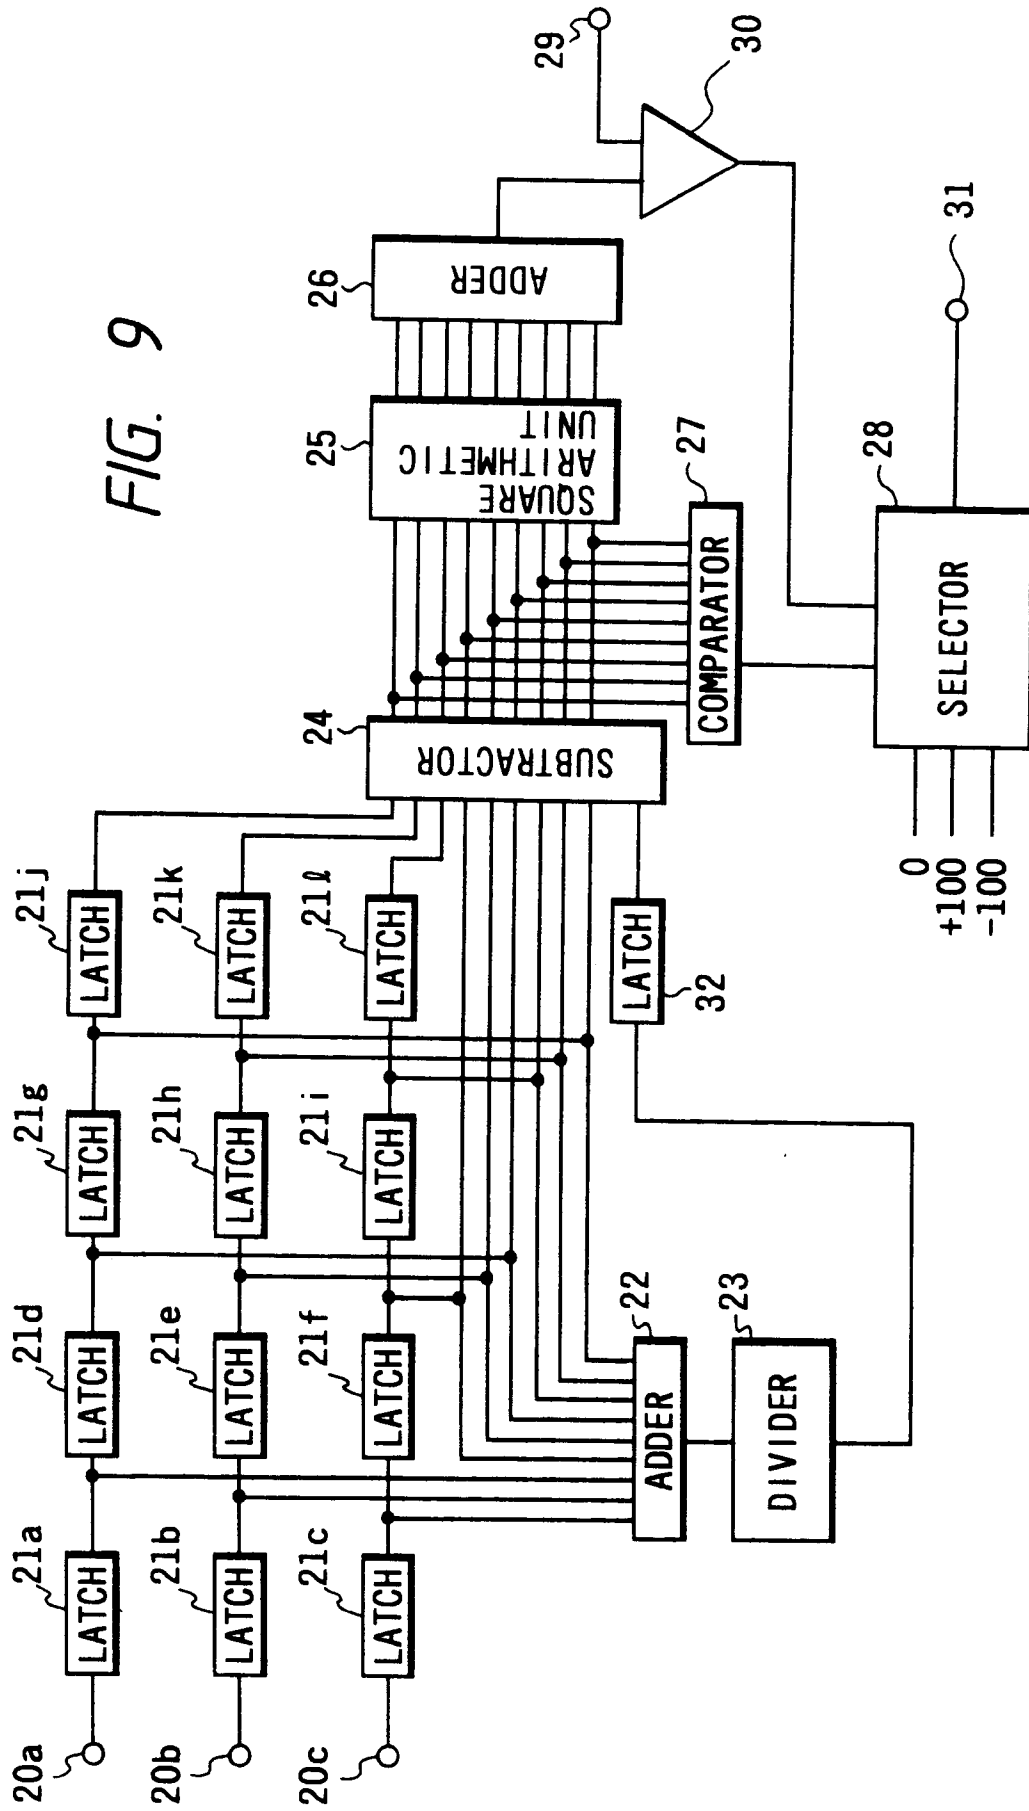 FIG. 9
20a
20b
20c
21a
LATCH
21b
LATCH
21c
LATCH
21d
LATCH
21e
LATCH
21f
LATCH
21g
LATCH
21h
LATCH
21i
LATCH
21j
LATCH
21k
LATCH
21ℓ
LATCH
22
ADDER
23
DIVIDER
LATCH
32
24
SUBTRACTOR
25
SQUARE
ARITHMETIC
UNIT
26
ADDER
27
COMPARATOR
28
SELECTOR
0
+100
-100
29
30
31